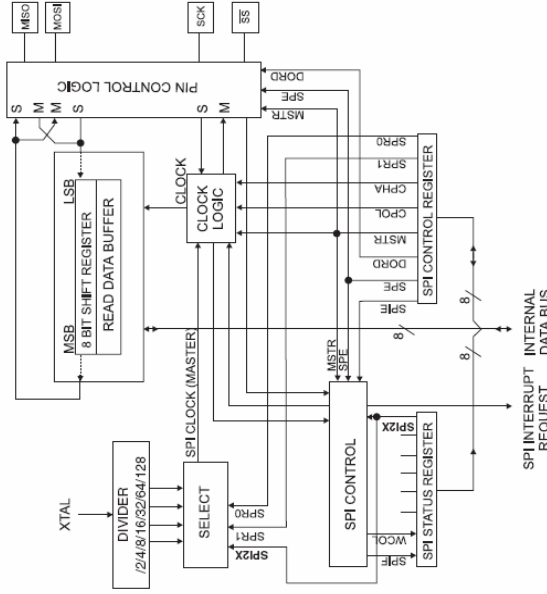 MISO
MOSI
SCK
SS
PIN CONTROL LOGIC
S
M
M
S
S
M
DORD
SPE
MSTR
MSB
LSB
8 BIT SHIFT REGISTER
READ DATA BUFFER
CLOCK
CLOCK
LOGIC
SPI CLOCK (MASTER)
XTAL
DIVIDER
/2/4/8/16/32/64/128
SELECT
SPI2X
SPR1
SPR0
SPR0
SPR1
CPHA
CPOL
MSTR
DORD
SPE
SPIE
SPI CONTROL REGISTER
MSTR
SPE
SPI CONTROL
SPIF
WCOL
SPI2X
SPI STATUS REGISTER
8
8
8
SPI INTERRUPT
REQUEST
INTERNAL
DATA BUS